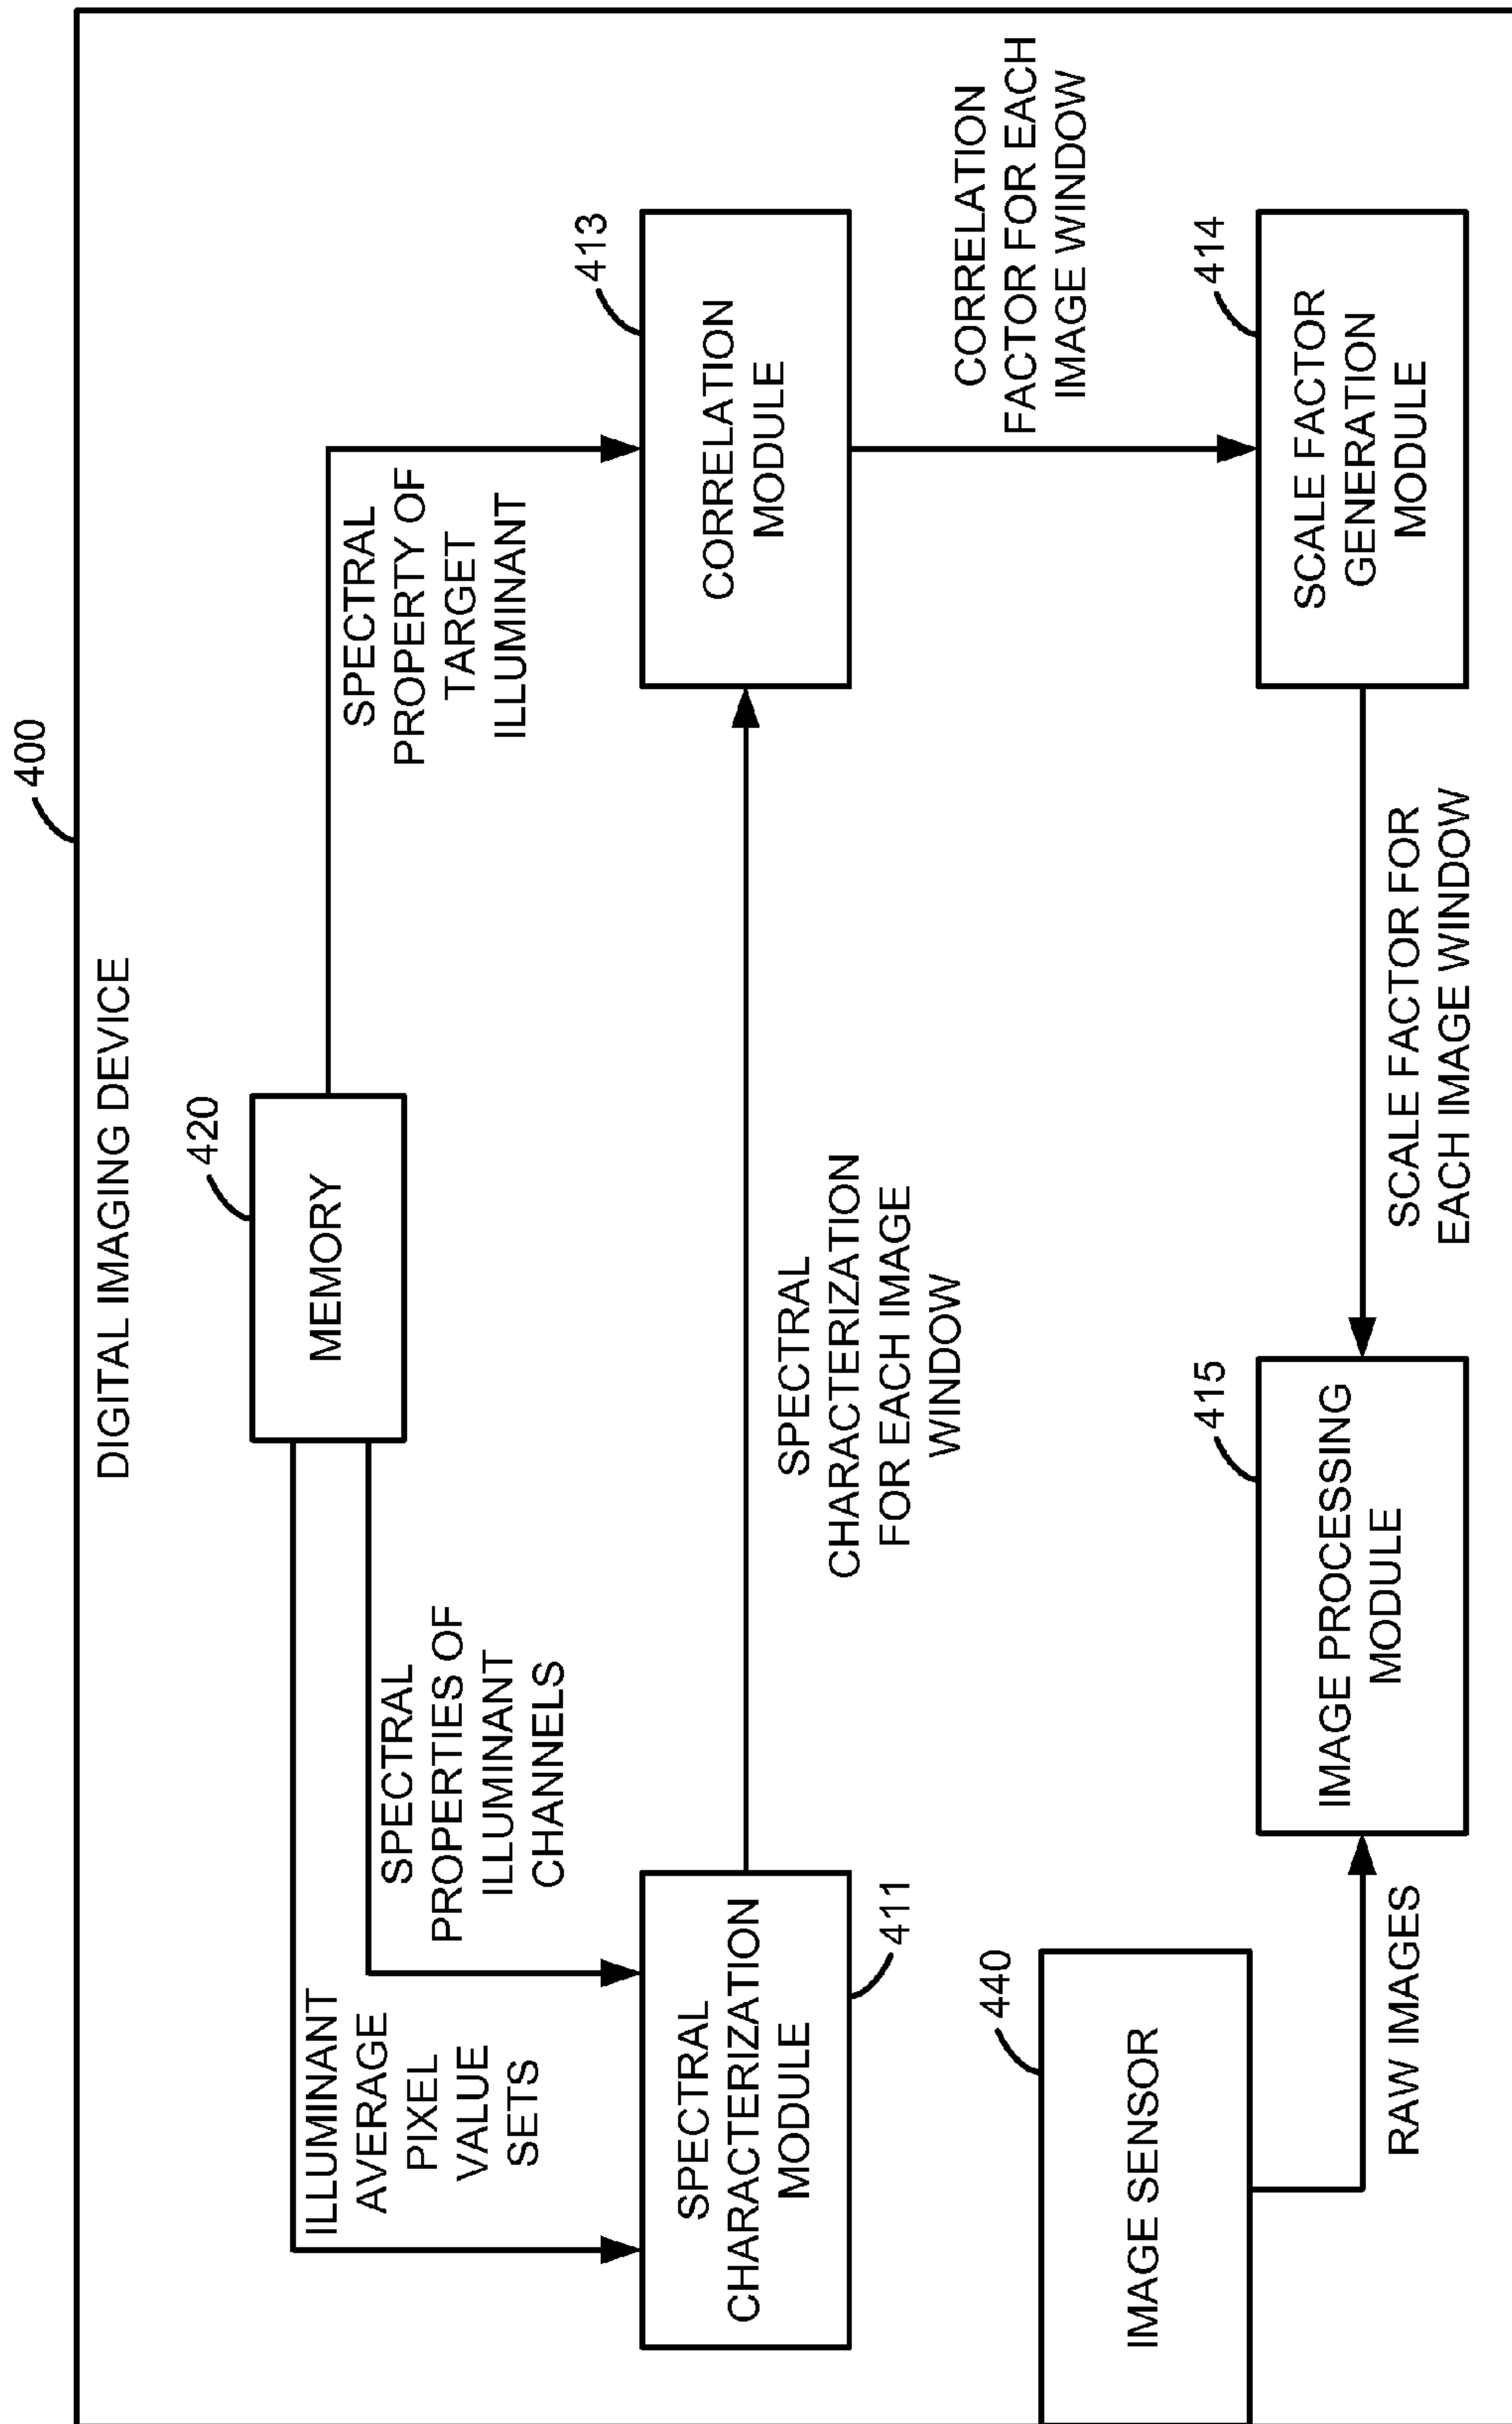 400
DIGITAL IMAGING DEVICE
420
MEMORY
ILLUMINANT
AVERAGE
PIXEL
VALUE
SETS
SPECTRAL
PROPERTIES OF
ILLUMINANT
CHANNELS
SPECTRAL
PROPERTY OF
TARGET
ILLUMINANT
SPECTRAL
CHARACTERIZATION
MODULE
411
SPECTRAL
CHARACTERIZATION
FOR EACH IMAGE
WINDOW
413
CORRELATION
MODULE
CORRELATION
FACTOR FOR EACH
IMAGE WINDOW
440
IMAGE SENSOR
RAW IMAGES
415
IMAGE PROCESSING
MODULE
SCALE FACTOR FOR
EACH IMAGE WINDOW
414
SCALE FACTOR
GENERATION
MODULE